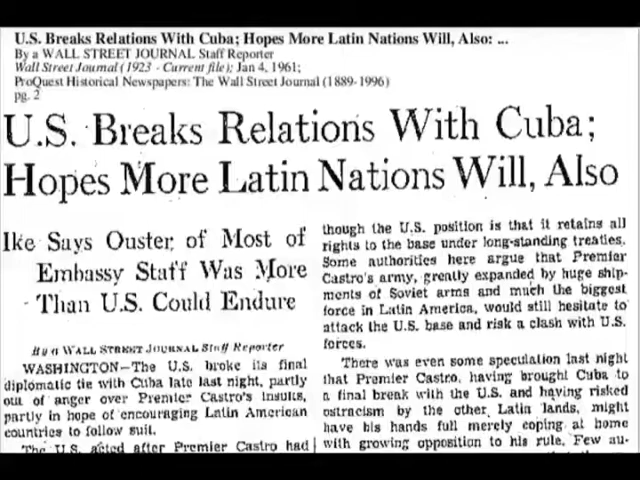 U.S. Breaks Relations With Cuba; Hopes More Latin Nations Will, Also: ...
By a WALL STREET JOURNAL Staff Reporter
Wall Street Journal (1923 - Current file); Jan 4, 1961;
ProQuest Historical Newspapers: The Wall Street Journal (1889-1996)
pg. 2
U.S. Breaks Relations With Cuba;
Hopes More Latin Nations Will, Also
Ike Says Ouster of Most of
Embassy Staff Was More
Than U.S. Could Endure
By a WALL STREET JOURNAL Staff Reporter
WASHINGTON—The U.S. broke its final
diplomatic tie with Cuba late last night, partly
out of anger over Premier Castro's insults,
partly in hope of encouraging Latin American
countries to follow suit.
The U.S. acted after Premier Castro had
though the U.S. position is that it retains all
rights to the base under long-standing treaties.
Some authorities here argue that Premier
Castro's army, greatly expanded by huge ship-
ments of Soviet arms and much the biggest
force in Latin America, would still hesitate to
attack the U.S. base and risk a clash with U.S.
forces.
There was even some speculation last night
that Premier Castro, having brought Cuba to
a final break with the U.S. and having risked
ostracism by the other Latin lands, might
have his hands full merely coping at home
with growing opposition to his rule. Few au-